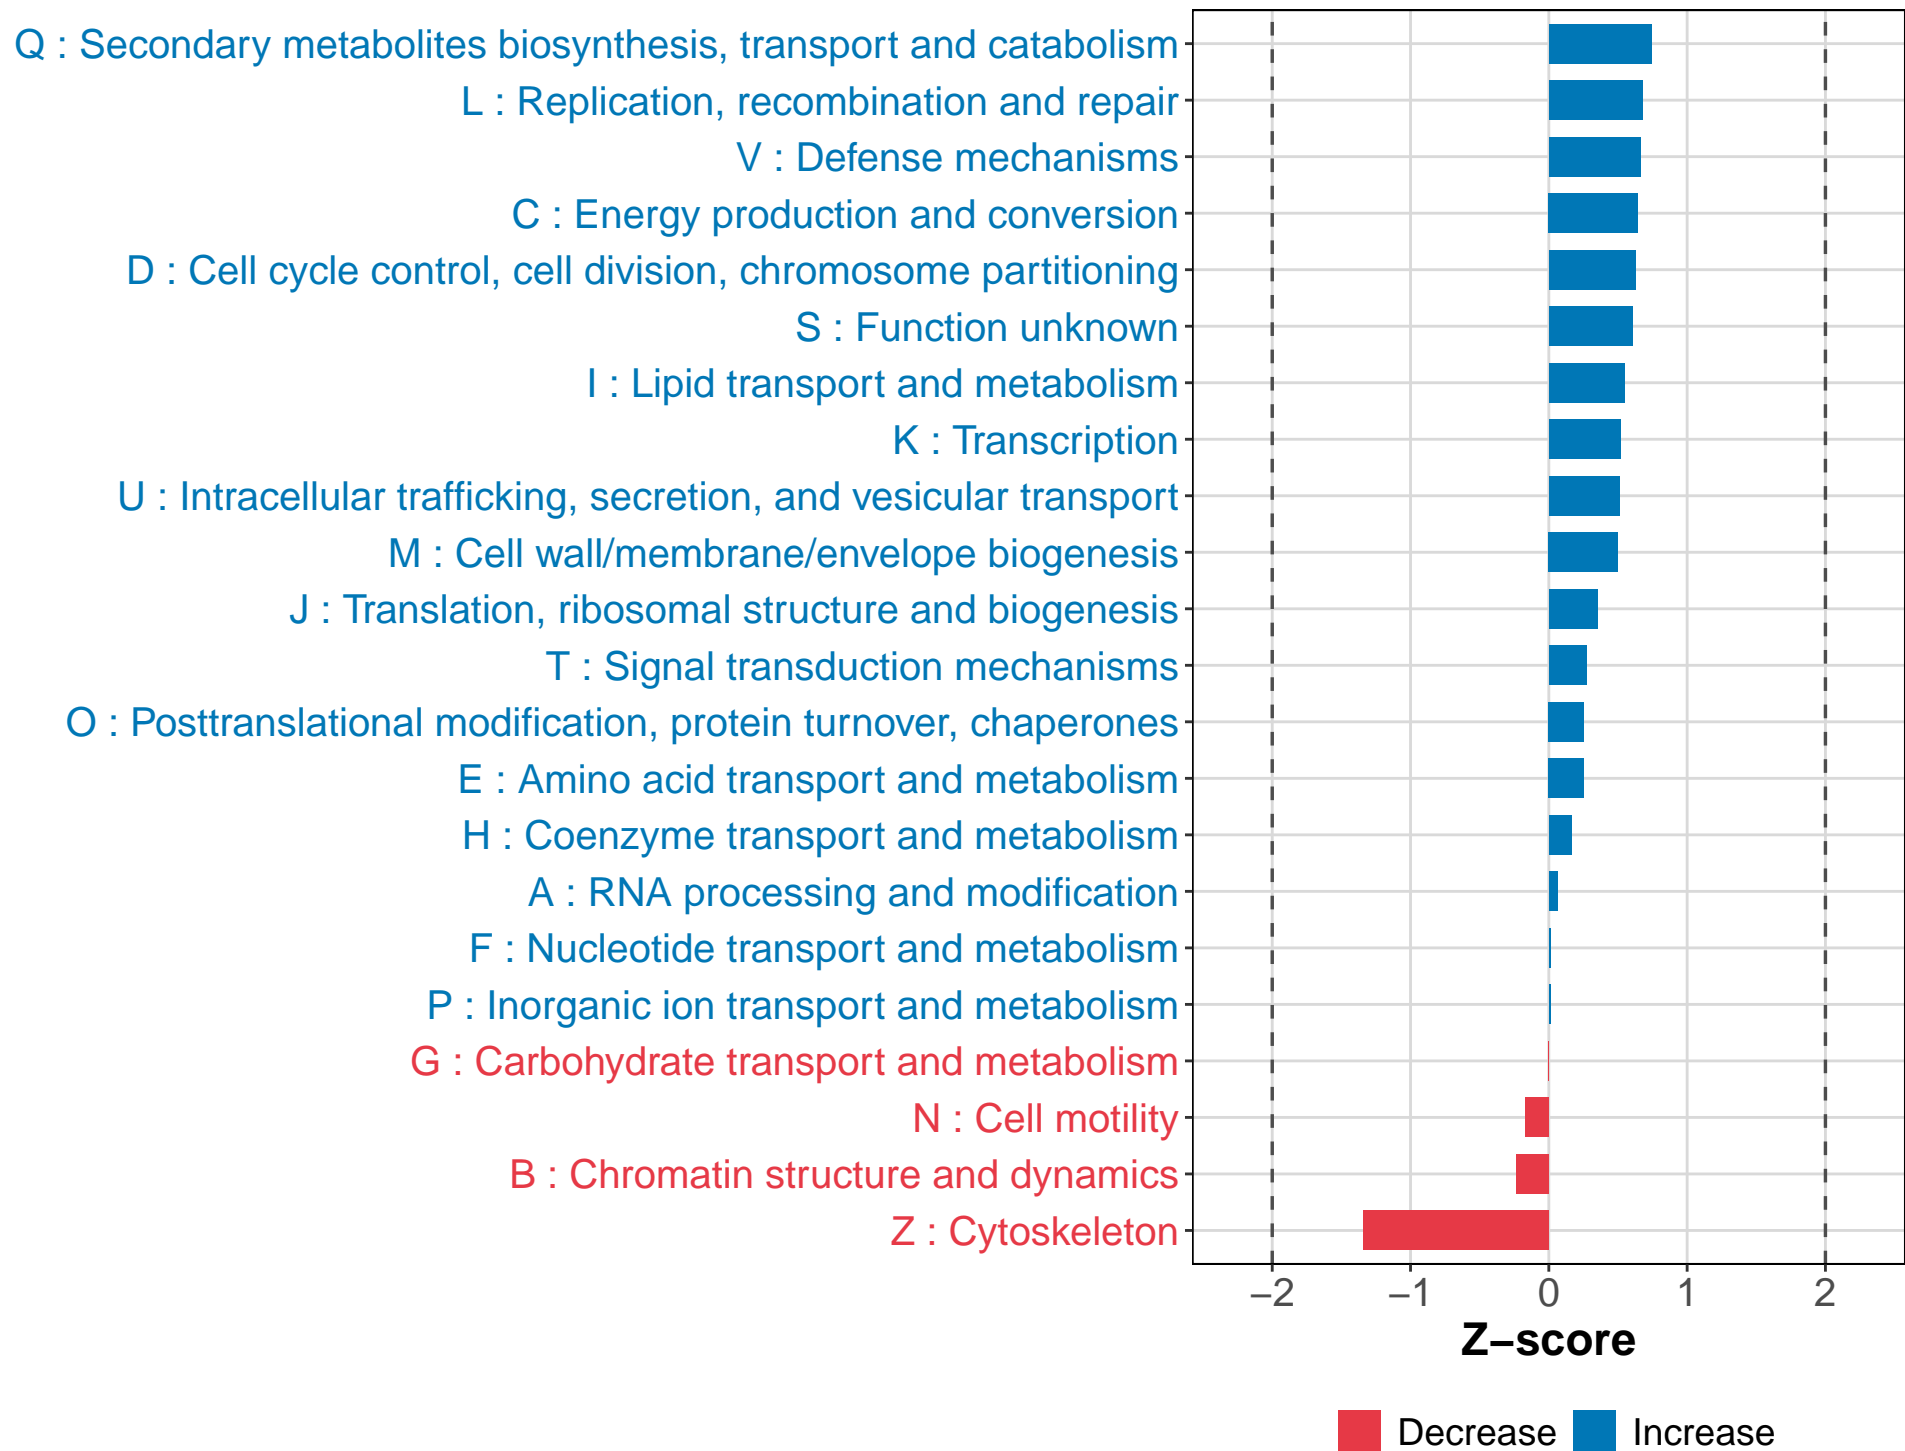 Q : Secondary metabolites biosynthesis, transport and catabolism
L : Replication, recombination and repair
V : Defense mechanisms
C : Energy production and conversion
D : Cell cycle control, cell division, chromosome partitioning
S : Function unknown
I : Lipid transport and metabolism
K : Transcription
U : Intracellular trafficking, secretion, and vesicular transport
M : Cell wall/membrane/envelope biogenesis
J : Translation, ribosomal structure and biogenesis
T : Signal transduction mechanisms
O : Posttranslational modification, protein turnover, chaperones
E : Amino acid transport and metabolism
H : Coenzyme transport and metabolism
A : RNA processing and modification
F : Nucleotide transport and metabolism
P : Inorganic ion transport and metabolism
G : Carbohydrate transport and metabolism
N : Cell motility
B : Chromatin structure and dynamics
Z : Cytoskeleton
−2 −1 0 1 2
Z−score
Decrease Increase